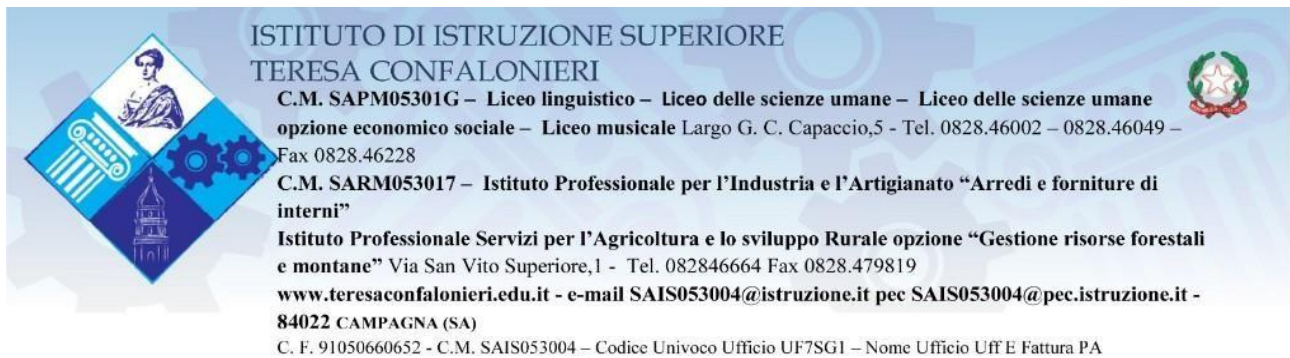 ISTITUTO DI ISTRUZIONE SUPERIORE
TERESA CONFALONIERI
C.M. SAPM05301G – Liceo linguistico – Liceo delle scienze umane – Liceo delle scienze umane
opzione economico sociale – Liceo musicale Largo G. C. Capaccio,5 - Tel. 0828.46002 – 0828.46049 –
Fax 0828.46228
C.M. SARM053017 – Istituto Professionale per l'Industria e l'Artigianato “Arredi e forniture di
interni”
Istituto Professionale Servizi per l'Agricoltura e lo sviluppo Rurale opzione “Gestione risorse forestali
e montane” Via San Vito Superiore,1 - Tel. 082846664 Fax 0828.479819
www.teresaconfalonieri.edu.it - e-mail SAIS053004@istruzione.it pec SAIS053004@pec.istruzione.it -
84022 CAMPAGNA (SA)
C. F. 91050660652 - C.M. SAIS053004 – Codice Univoco Ufficio UF7SG1 – Nome Ufficio Uff E Fattura PA